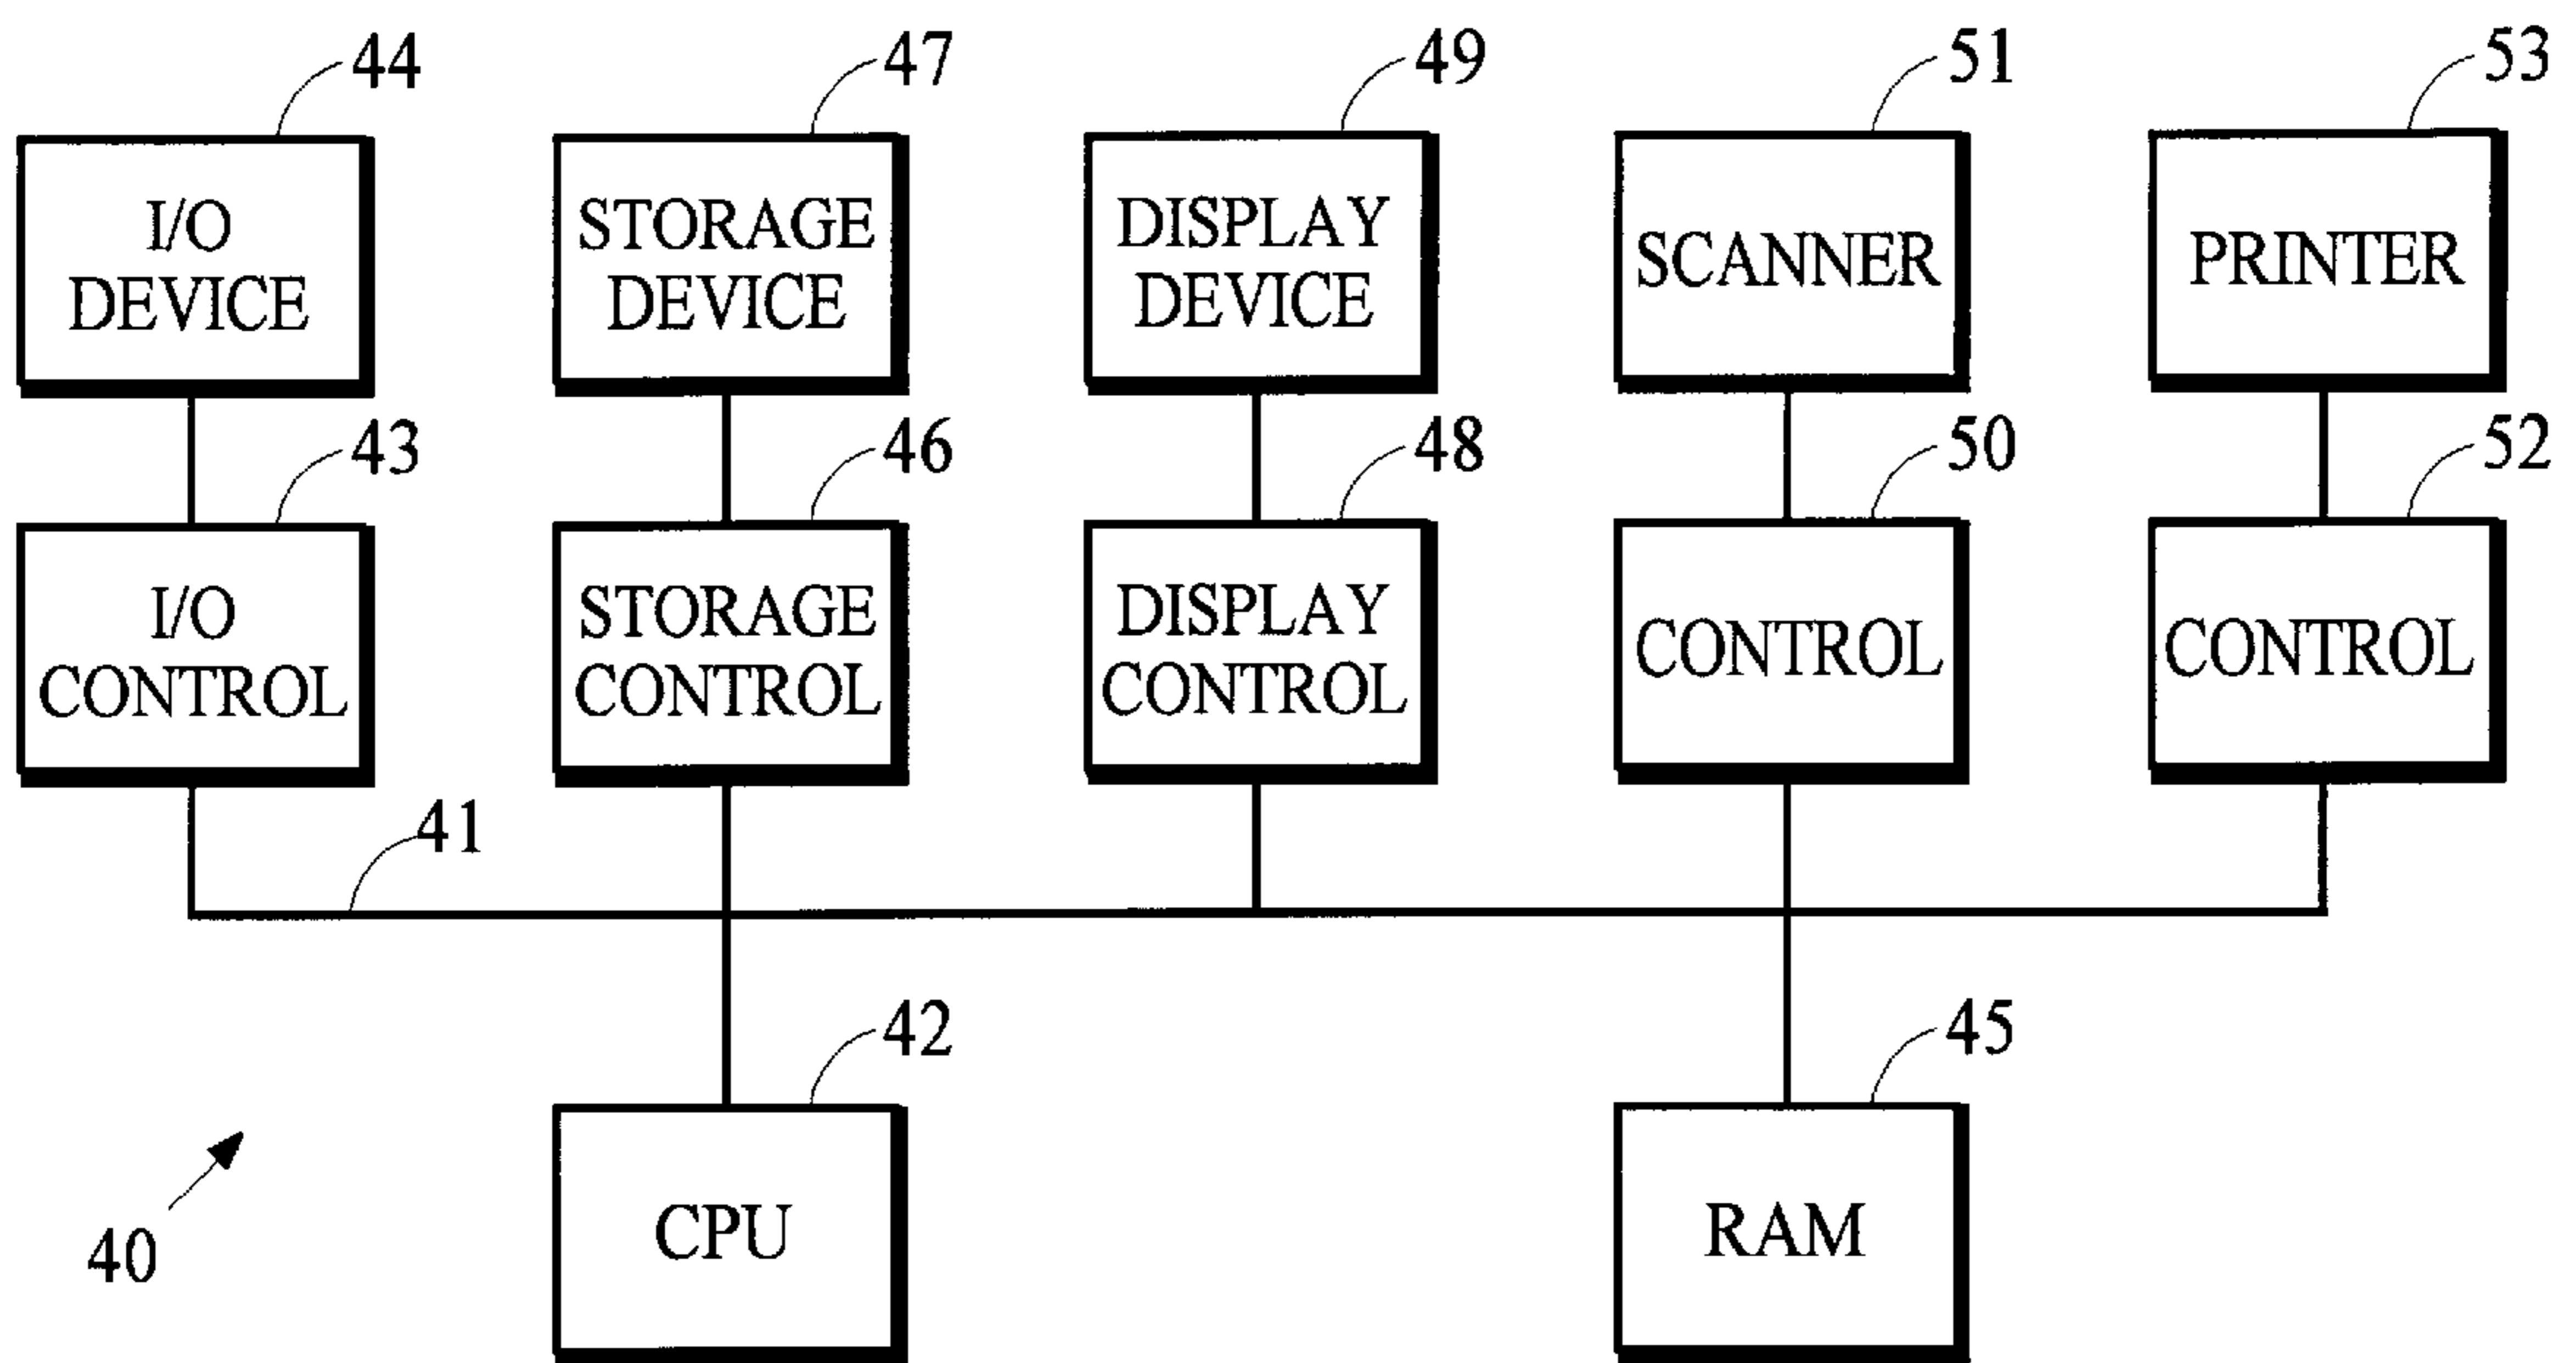 44
47
49
51
53
I/O
DEVICE
STORAGE
DEVICE
DISPLAY
DEVICE
SCANNER
PRINTER
43
46
48
50
52
I/O
CONTROL
STORAGE
CONTROL
DISPLAY
CONTROL
CONTROL
CONTROL
41
42
45
40
CPU
RAM